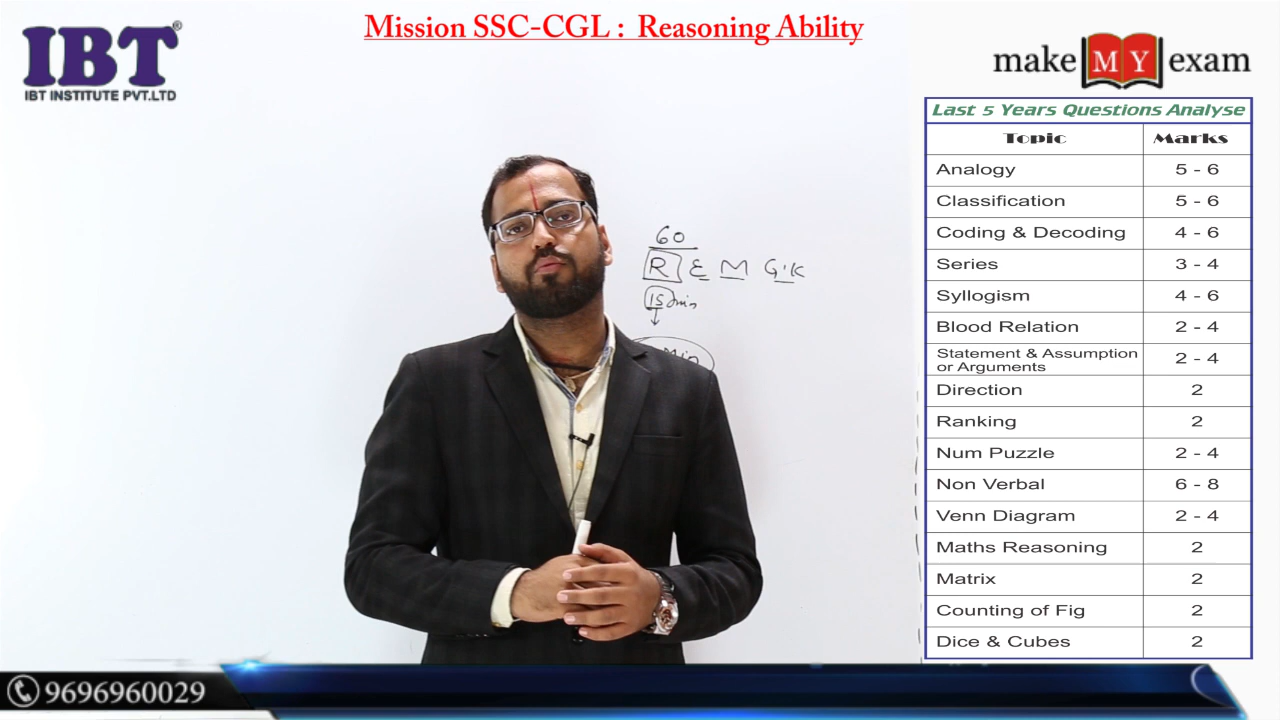 Mission SSC-CGL : Reasoning Ability
IBT®
IBT INSTITUTE PVT.LTD
make MY exam
Last 5 Years Questions Analyse
Topic Marks
Analogy 5 - 6
Classification 5 - 6
Coding & Decoding 4 - 6
Series 3 - 4
Syllogism 4 - 6
Blood Relation 2 - 4
Statement & Assumption or Arguments 2 - 4
Direction 2
Ranking 2
Num Puzzle 2 - 4
Non Verbal 6 - 8
Venn Diagram 2 - 4
Maths Reasoning 2
Matrix 2
Counting of Fig 2
Dice & Cubes 2
60
R E M G.K
15 min
Min
9696960029